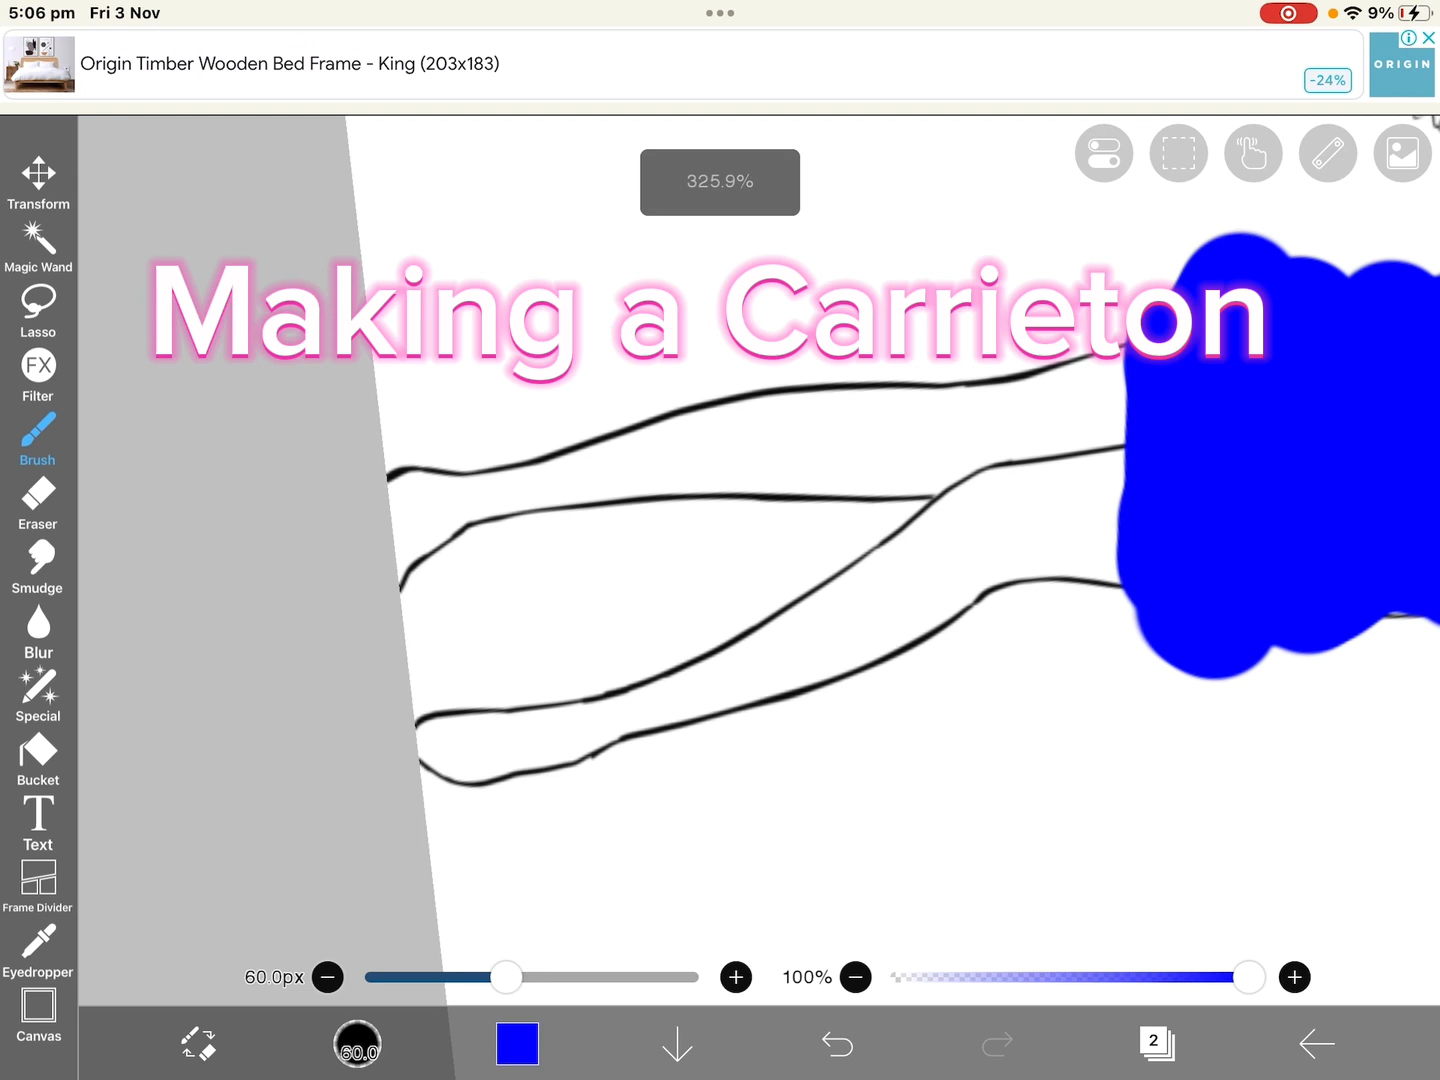 5:06 pm Fri 3 Nov
9%
Origin Timber Wooden Bed Frame - King (203x183)
-24%
ORIGIN
325.9%
Transform
Magic Wand
Making a Carrieton
Lasso
FX
Filter
Brush
Eraser
Smudge
Blur
Special
Bucket
T
Text
Frame Divider
Eyedropper
60.0px
100%
Canvas
60.0
2